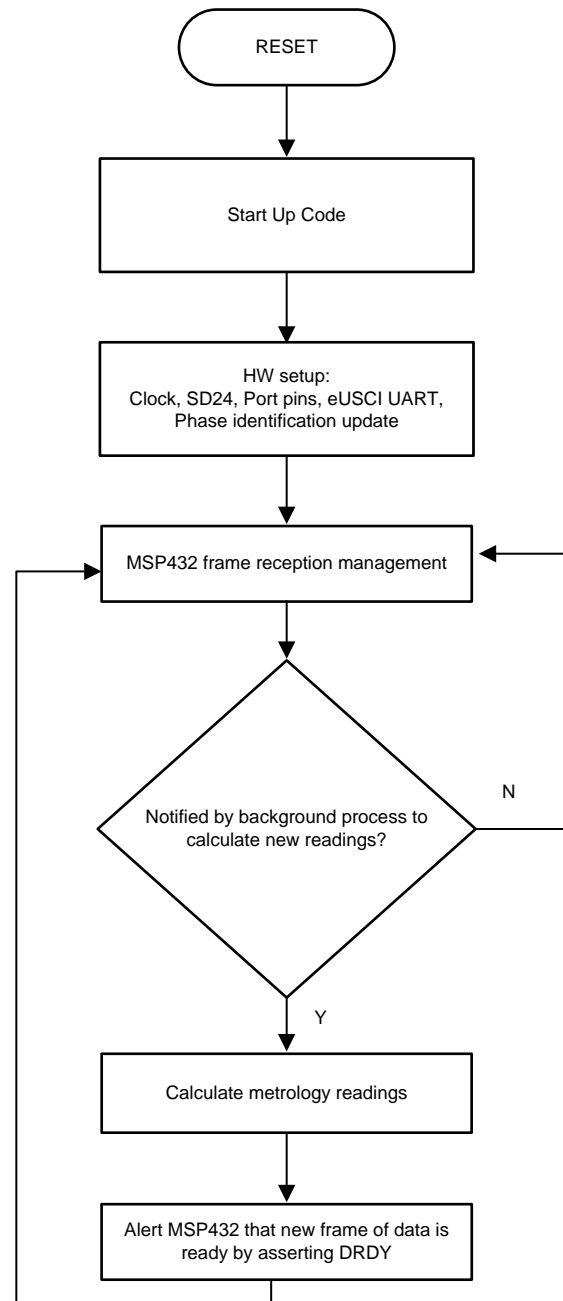 RESET
Start Up Code
HW setup:
Clock, SD24, Port pins, eUSCI UART,
Phase identification update
MSP432 frame reception management
Notified by background process to
calculate new readings?
N
Y
Calculate metrology readings
Alert MSP432 that new frame of data is
ready by asserting DRDY